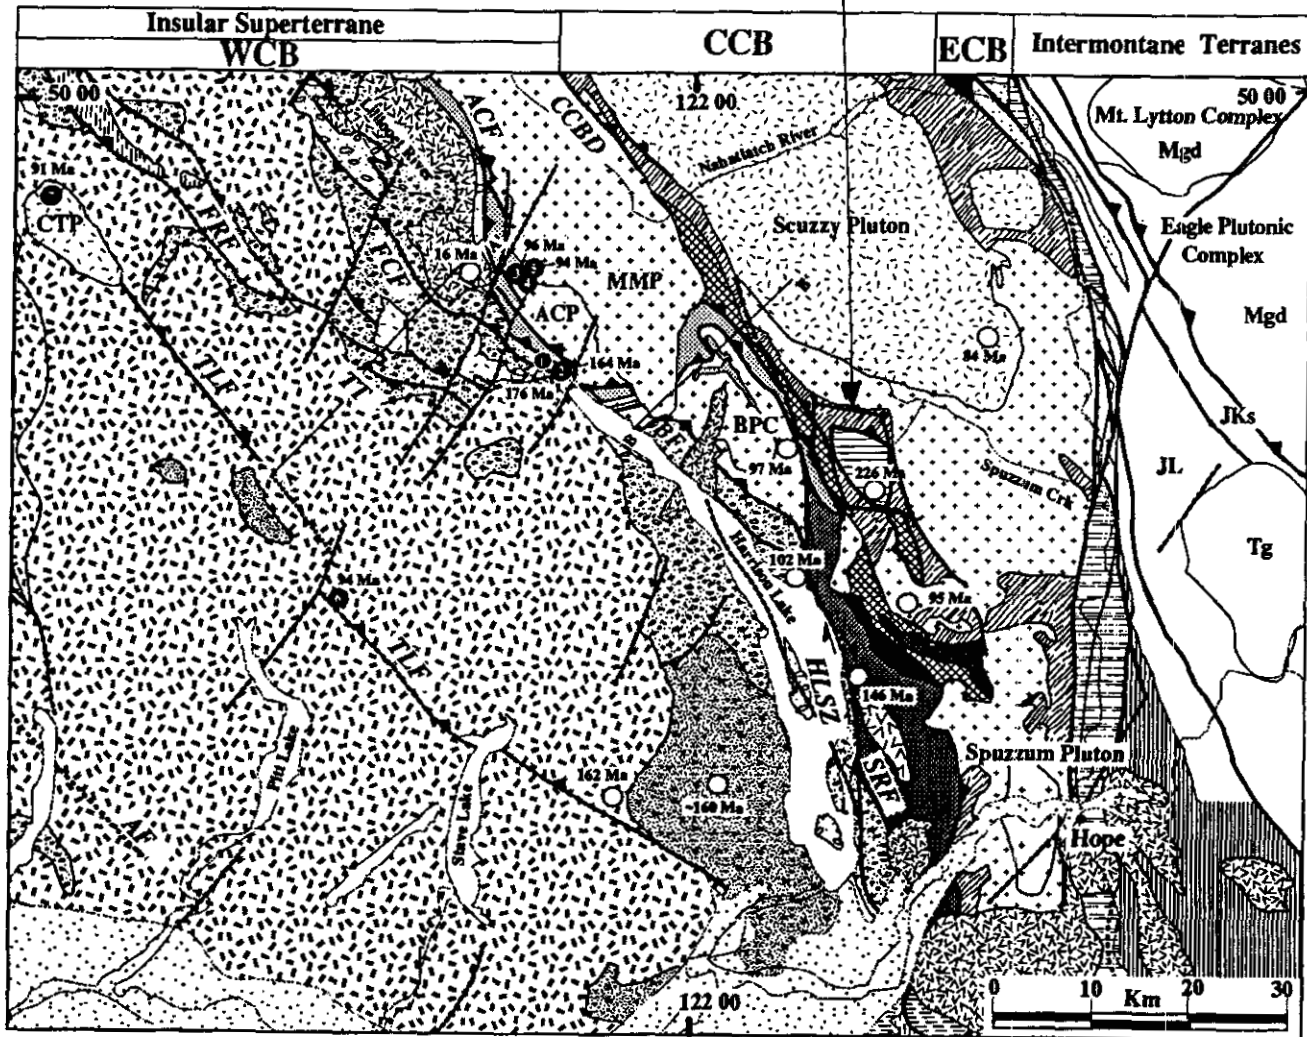 Insular Superterrane
WCB
CCB
ECB
Intermontane Terranes
50 00
122 00
50 00
ACF
CCBD
Mt. Lytton Complex
Mgd
Nahatlatch River
91 Ma
CTP
FRF
FCF
16 Ma
96 Ma
94 Ma
MMP
Scuzzy Pluton
Eagle Plutonic
Complex
Mgd
ACP
84 Ma
164 Ma
176 Ma
TLF
BPC
97 Ma
226 Ma
JKs
JL
Spuzzum Crk
Tg
Harrison Lake
102 Ma
95 Ma
94 Ma
TLF
HLSZ
146 Ma
SRF
Spuzzum Pluton
Pitt Lake
Stave Lake
162 Ma
~160 Ma
AF
Hope
122 00
0 10 20 30
Km